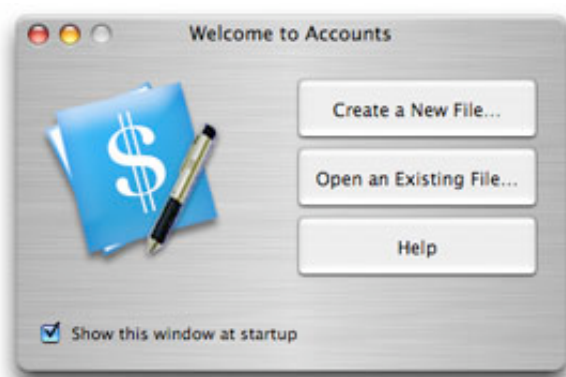 Welcome to Accounts
$
Create a New File...
Open an Existing File...
Help
Show this window at startup